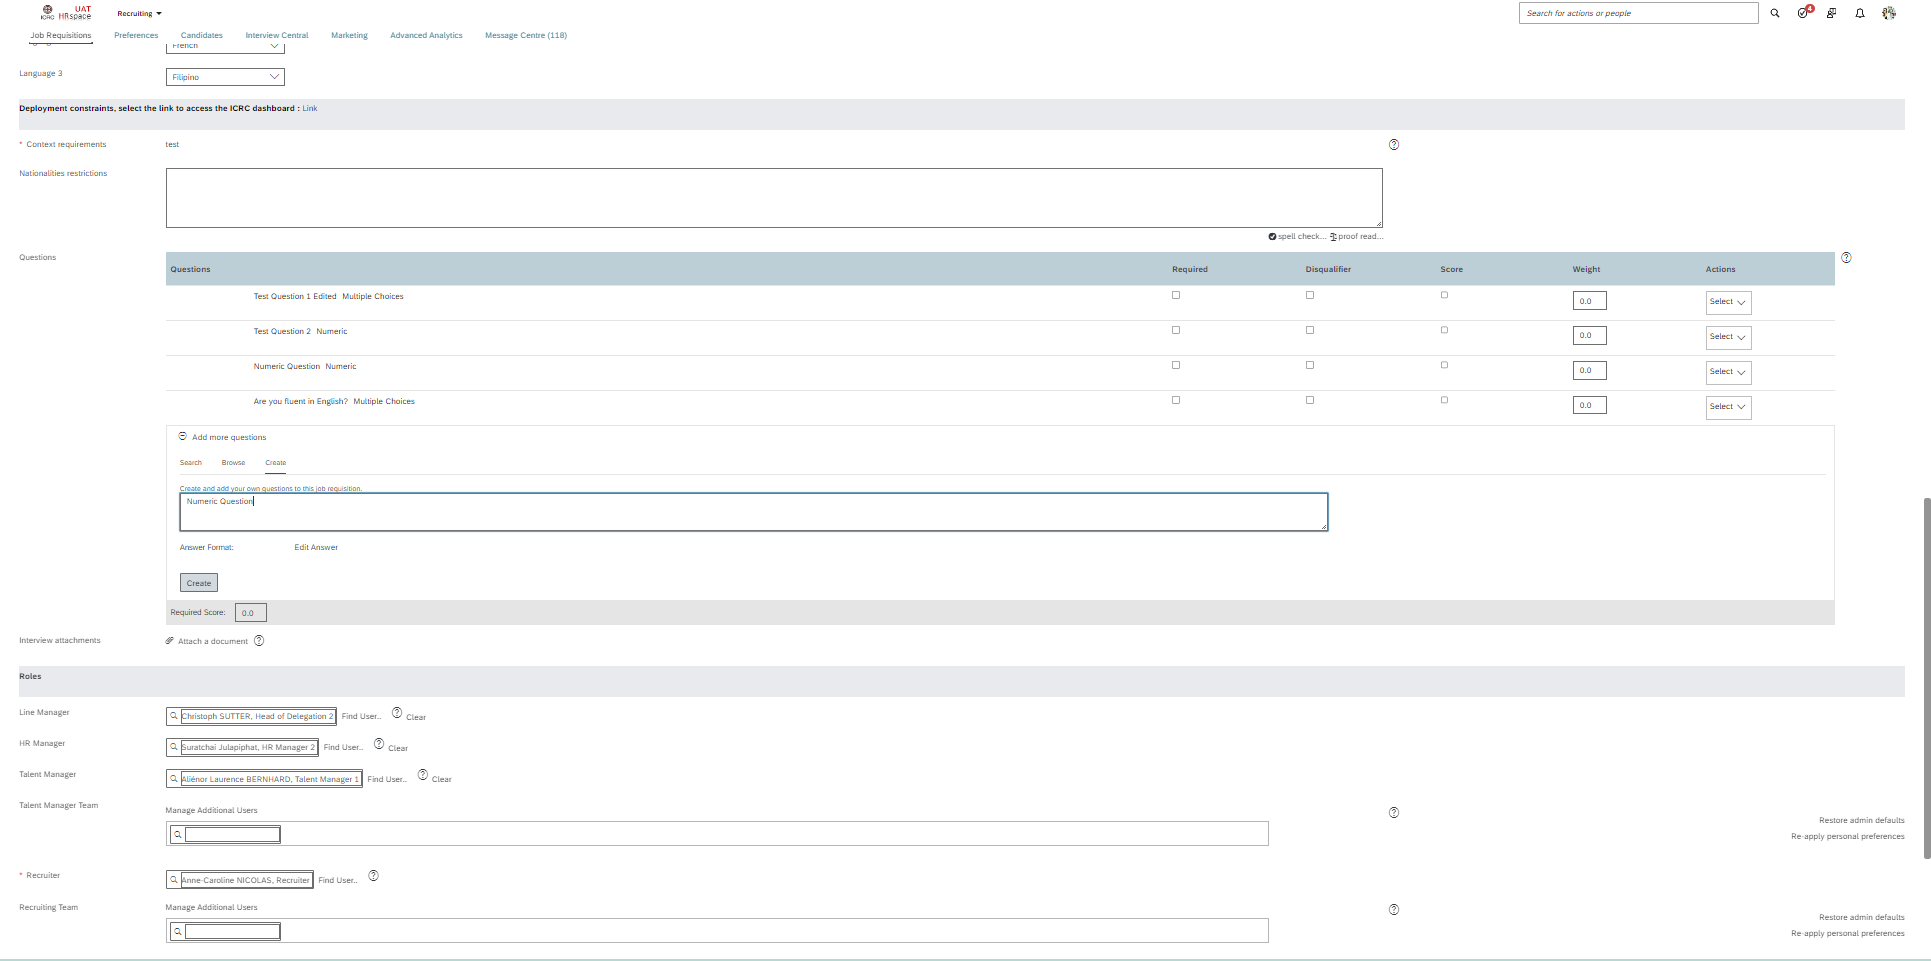 ICRC
UAT
HRspace
Recruiting
Search for actions or people
4
Job Requisitions
Preferences
Candidates
Interview Central
Marketing
Advanced Analytics
Message Centre (118)
French
Language 3
Filipino
Deployment constraints, select the link to access the ICRC dashboard : Link
* Context requirements
test
Nationalities restrictions
spell check... proof read...
Questions
Questions Required Disqualifier Score Weight Actions
Test Question 1 Edited Multiple Choices 0.0 Select
Test Question 2 Numeric 0.0 Select
Numeric Question Numeric 0.0 Select
Are you fluent in English? Multiple Choices 0.0 Select
Add more questions
Search Browse Create
Create and add your own questions to this job requisition.
Numeric Question
Answer Format: Edit Answer
Create
Required Score: 0.0
Interview attachments
Attach a document
Roles
Line Manager
Christoph SUTTER, Head of Delegation 2 Find User.. Clear
HR Manager
Suratchai Julapiphat, HR Manager 2 Find User.. Clear
Talent Manager
Aliénor Laurence BERNHARD, Talent Manager 1 Find User.. Clear
Talent Manager Team
Manage Additional Users
Restore admin defaults
Re-apply personal preferences
* Recruiter
Anne-Caroline NICOLAS, Recruiter Find User..
Recruiting Team
Manage Additional Users
Restore admin defaults
Re-apply personal preferences